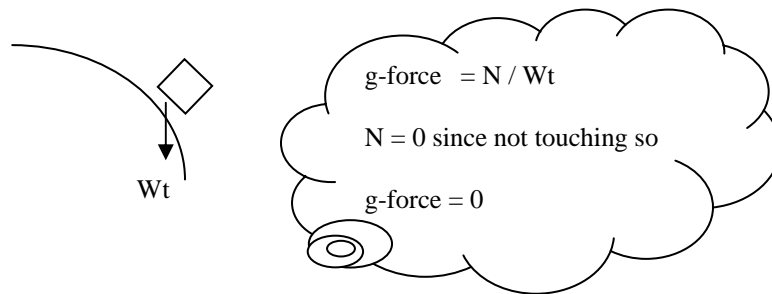 g-force = N / Wt
N = 0 since not touching so
Wt
g-force = 0